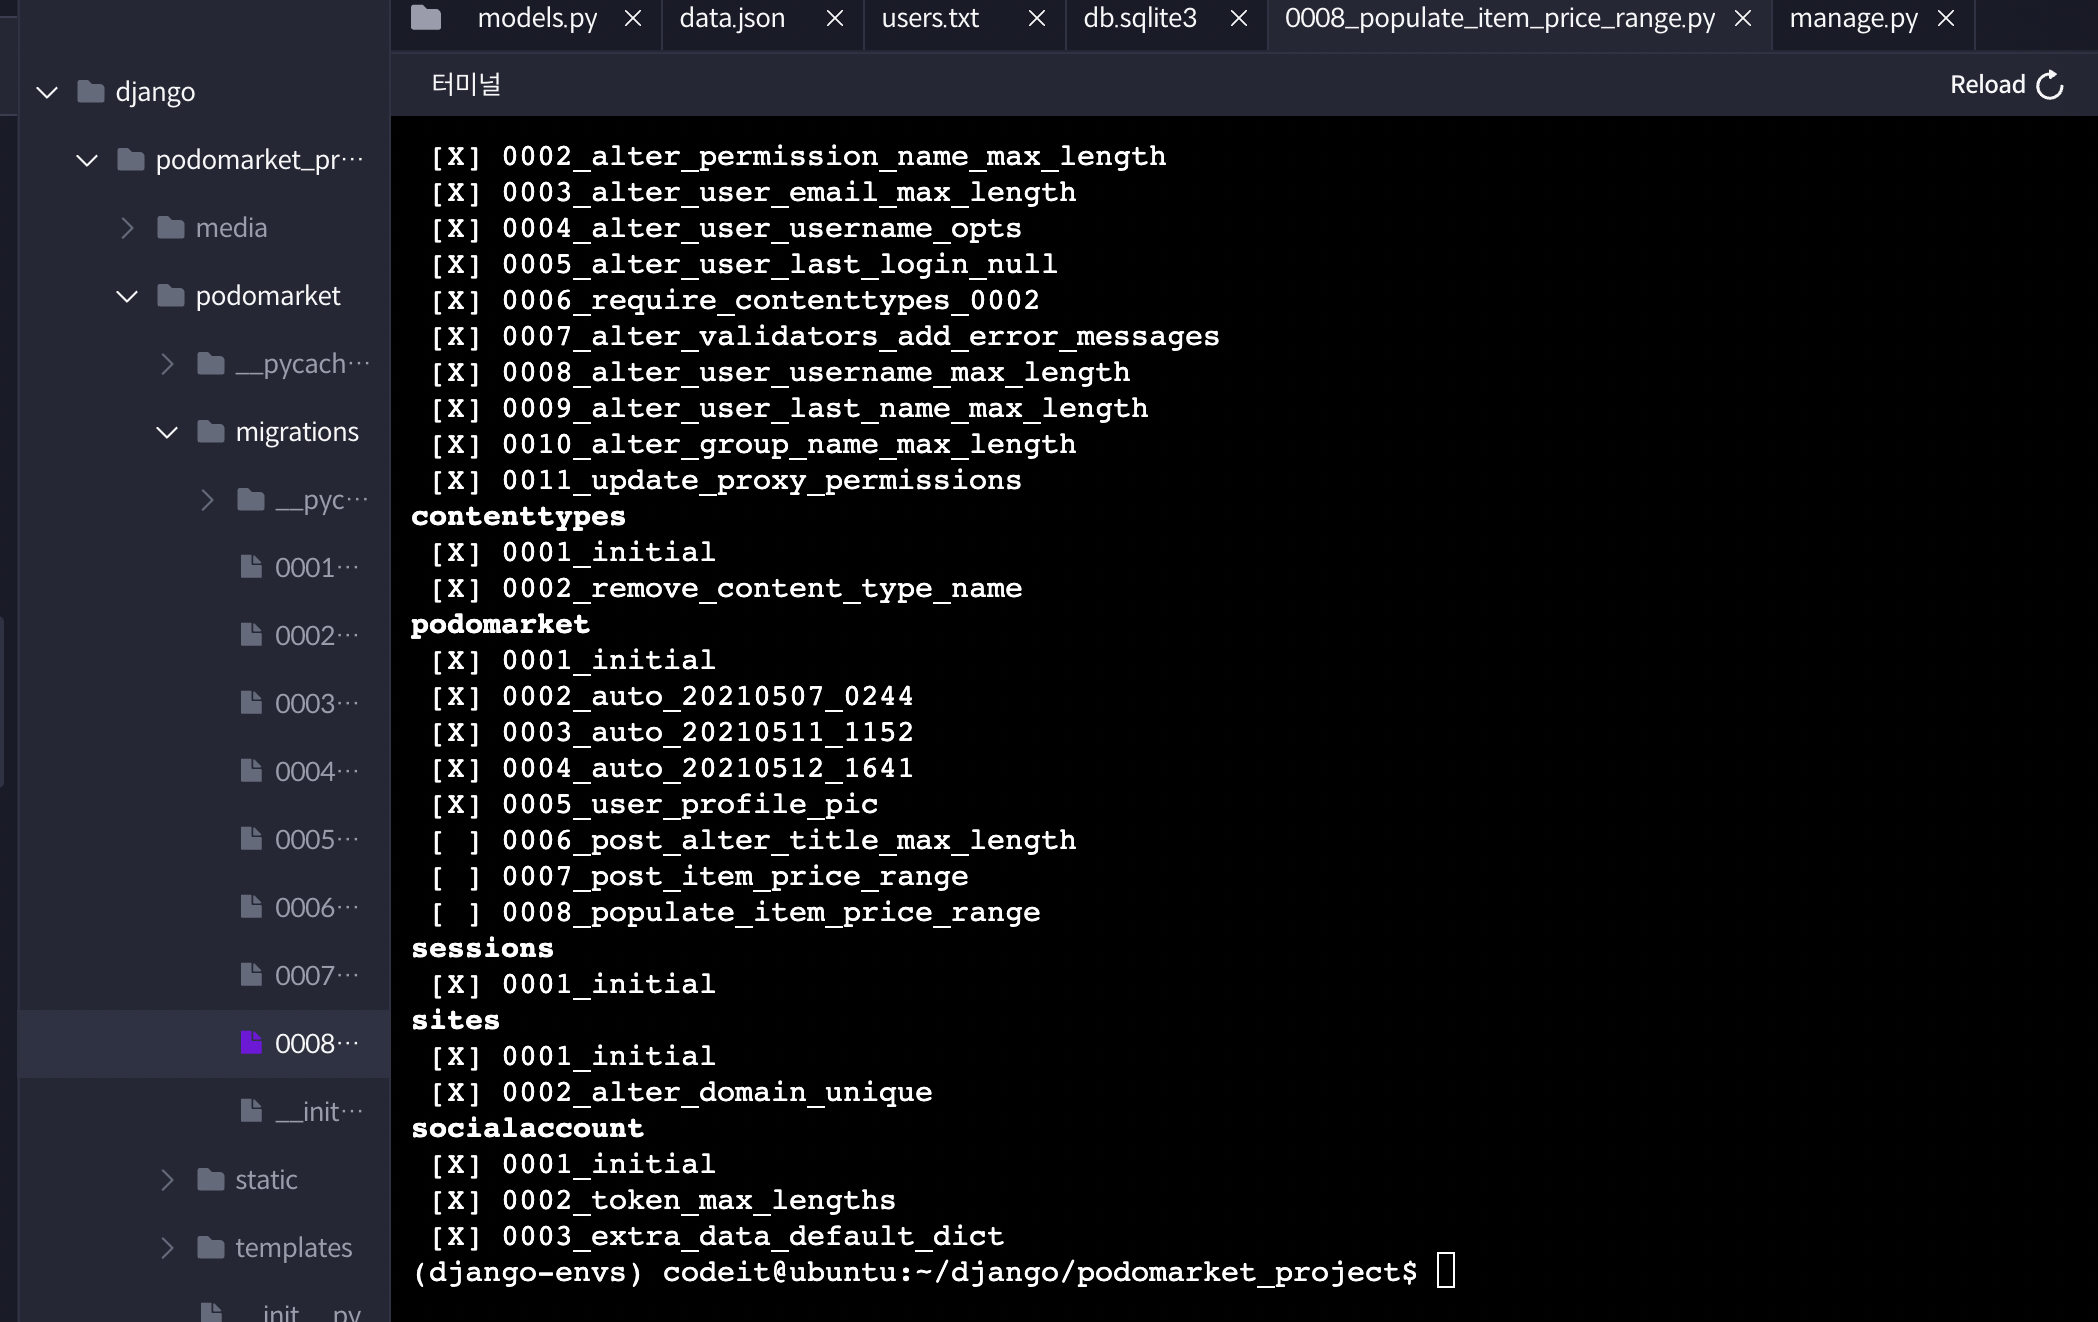 models.py
data.json
users.txt
db.sqlite3
0008_populate_item_price_range.py
manage.py
django
podomarket_pr···
media
podomarket
__pycach···
migrations
__pyc···
0001···
0002···
0003···
0004···
0005···
0006···
0007···
0008···
__init···
static
templates
__init__.py
터미널
Reload
[X] 0002_alter_permission_name_max_length
[X] 0003_alter_user_email_max_length
[X] 0004_alter_user_username_opts
[X] 0005_alter_user_last_login_null
[X] 0006_require_contenttypes_0002
[X] 0007_alter_validators_add_error_messages
[X] 0008_alter_user_username_max_length
[X] 0009_alter_user_last_name_max_length
[X] 0010_alter_group_name_max_length
[X] 0011_update_proxy_permissions
contenttypes
[X] 0001_initial
[X] 0002_remove_content_type_name
podomarket
[X] 0001_initial
[X] 0002_auto_20210507_0244
[X] 0003_auto_20210511_1152
[X] 0004_auto_20210512_1641
[X] 0005_user_profile_pic
[ ] 0006_post_alter_title_max_length
[ ] 0007_post_item_price_range
[ ] 0008_populate_item_price_range
sessions
[X] 0001_initial
sites
[X] 0001_initial
[X] 0002_alter_domain_unique
socialaccount
[X] 0001_initial
[X] 0002_token_max_lengths
[X] 0003_extra_data_default_dict
(django-envs) codeit@ubuntu:~/django/podomarket_project$